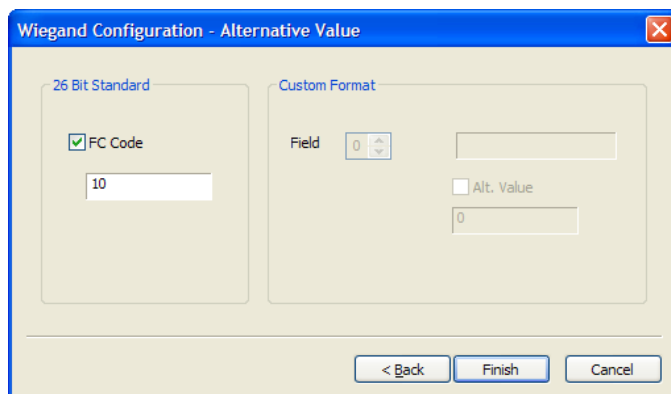 Wiegand Configuration - Alternative Value
26 Bit Standard
FC Code
10
Custom Format
Field
0
Alt. Value
0
< Back
Finish
Cancel